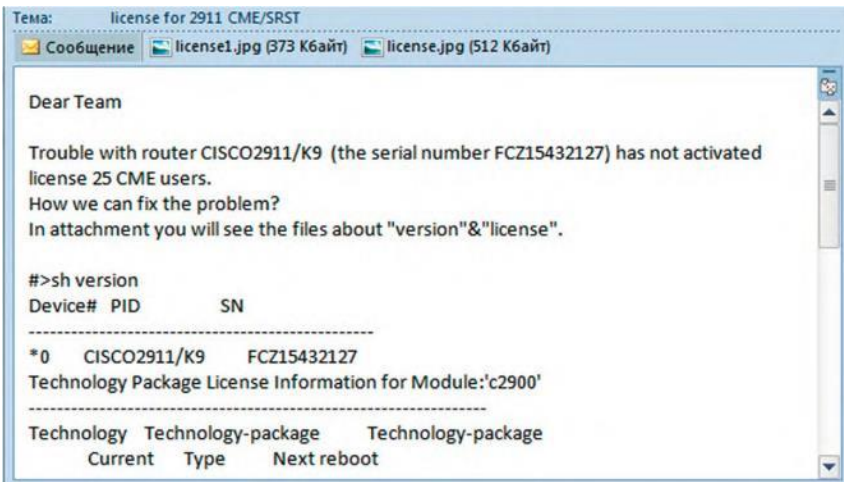 Тема: license for 2911 CME/SRST
Сообщение license1.jpg (373 Кбайт) license.jpg (512 Кбайт)
Dear Team
Trouble with router CISCO2911/K9 (the serial number FCZ15432127) has not activated
license 25 CME users.
How we can fix the problem?
In attachment you will see the files about "version"&"license".
#>sh version
Device# PID SN
-------------------------------------------------
*0 CISCO2911/K9 FCZ15432127
Technology Package License Information for Module:'c2900'
-----------------------------------------------------------------
Technology Technology-package Technology-package
Current Type Next reboot